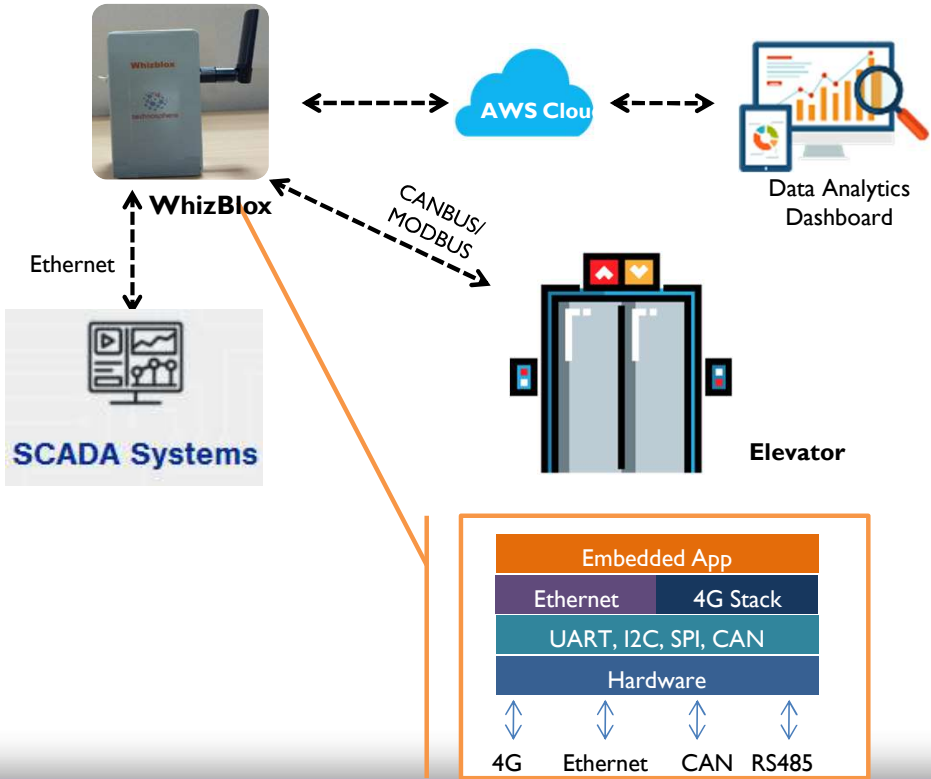 Whizblox
technosphere
WhizBlox
AWS Clou
Data Analytics
Dashboard
CANBUS/
MODBUS
Ethernet
SCADA Systems
Elevator
Embedded App
Ethernet
4G Stack
UART, I2C, SPI, CAN
Hardware
4G
Ethernet
CAN
RS485